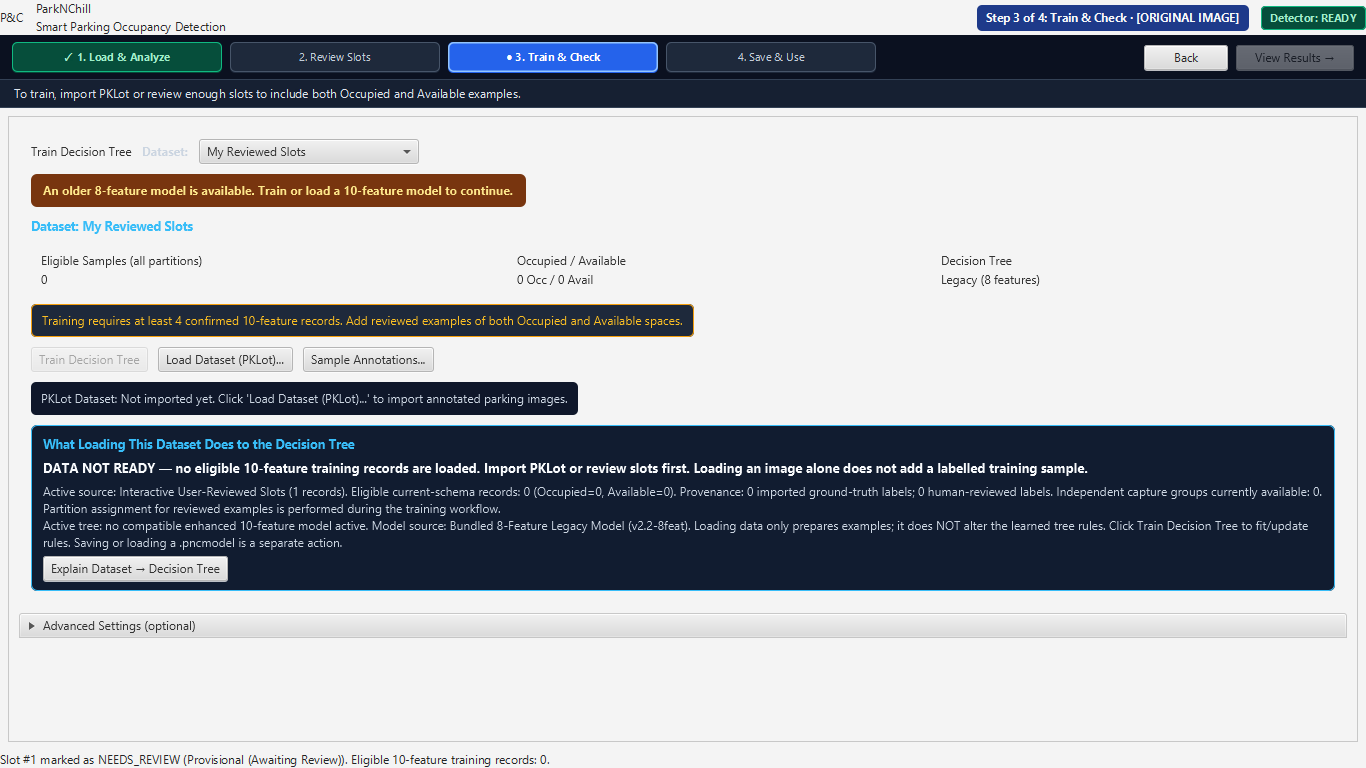 P&C
ParkNChill
Smart Parking Occupancy Detection
Step 3 of 4: Train & Check · [ORIGINAL IMAGE]
Detector: READY
✓ 1. Load & Analyze
2. Review Slots
● 3. Train & Check
4. Save & Use
Back
View Results →
To train, import PKLot or review enough slots to include both Occupied and Available examples.
Train Decision Tree
Dataset:
My Reviewed Slots
An older 8-feature model is available. Train or load a 10-feature model to continue.
Dataset: My Reviewed Slots
Eligible Samples (all partitions)
Occupied / Available
Decision Tree
0
0 Occ / 0 Avail
Legacy (8 features)
Training requires at least 4 confirmed 10-feature records. Add reviewed examples of both Occupied and Available spaces.
Train Decision Tree
Load Dataset (PKLot)...
Sample Annotations...
PKLot Dataset: Not imported yet. Click 'Load Dataset (PKLot)...' to import annotated parking images.
What Loading This Dataset Does to the Decision Tree
DATA NOT READY — no eligible 10-feature training records are loaded. Import PKLot or review slots first. Loading an image alone does not add a labelled training sample.
Active source: Interactive User-Reviewed Slots (1 records). Eligible current-schema records: 0 (Occupied=0, Available=0). Provenance: 0 imported ground-truth labels; 0 human-reviewed labels. Independent capture groups currently available: 0.
Partition assignment for reviewed examples is performed during the training workflow.
Active tree: no compatible enhanced 10-feature model active. Model source: Bundled 8-Feature Legacy Model (v2.2-8feat). Loading data only prepares examples; it does NOT alter the learned tree rules. Click Train Decision Tree to fit/update
rules. Saving or loading a .pncmodel is a separate action.
Explain Dataset → Decision Tree
Advanced Settings (optional)
Slot #1 marked as NEEDS_REVIEW (Provisional (Awaiting Review)). Eligible 10-feature training records: 0.